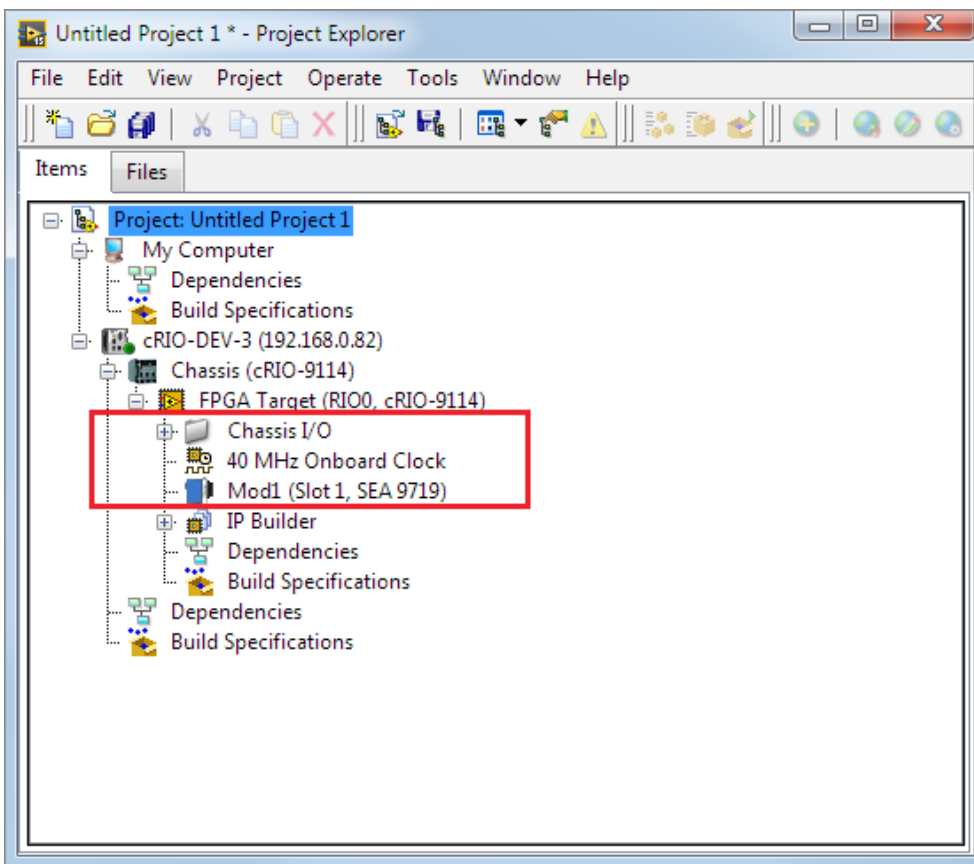 Untitled Project 1 * - Project Explorer
File Edit View Project Operate Tools Window Help
Items Files
Project: Untitled Project 1
My Computer
Dependencies
Build Specifications
cRIO-DEV-3 (192.168.0.82)
Chassis (cRIO-9114)
FPGA Target (RIO0, cRIO-9114)
Chassis I/O
40 MHz Onboard Clock
Mod1 (Slot 1, SEA 9719)
IP Builder
Dependencies
Build Specifications
Dependencies
Build Specifications